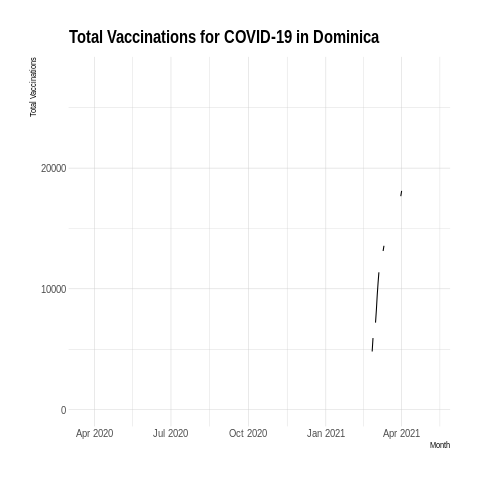 Total Vaccinations for COVID-19 in Dominica
Total Vaccinations
20000
10000
0
Apr 2020 Jul 2020 Oct 2020 Jan 2021 Apr 2021
Month